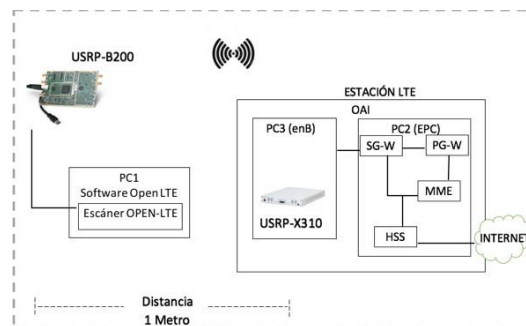 USRP-B200
ESTACIÓN LTE
OAI
PC3 (enB)
PC2 (EPC)
SG-W
PG-W
MME
HSS
USRP-X310
INTERNET
PC1
Software Open LTE
Escáner OPEN-LTE
Distancia
1 Metro